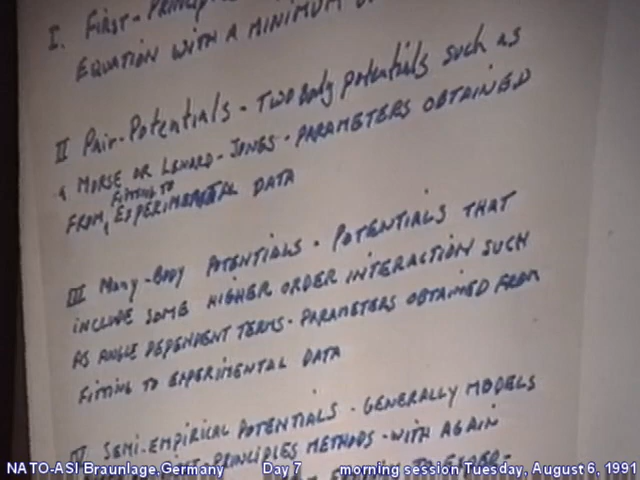 I. FIRST-PRINCIPLES
EQUATION WITH A MINIMUM
II PAIR-POTENTIALS - TWO BODY POTENTIALS SUCH AS
MORSE OR LENARD-JONES - PARAMETERS OBTAINED
FITTING TO
FROM, EXPERIMENTAL DATA
III MANY-BODY POTENTIALS - POTENTIALS THAT
INCLUDE SOME HIGHER ORDER INTERACTION SUCH
AS ANGLE DEPENDENT TERMS - PARAMETERS OBTAINED FROM
FITTING TO EXPERIMENTAL DATA
IV SEMI-EMPIRICAL POTENTIALS - GENERALLY MODELS
PRINCIPLES METHODS - WITH AGAIN
NATO-ASI Braunlage,Germany Day 7 morning session Tuesday, August 6, 1991